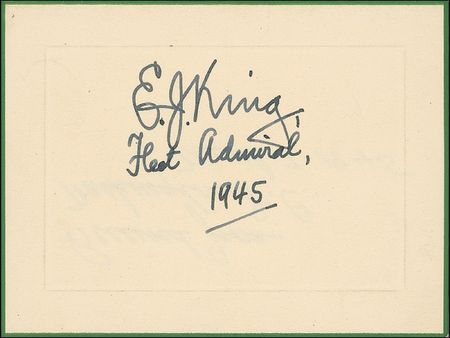 E.J.King,
Fleet Admiral,
1945